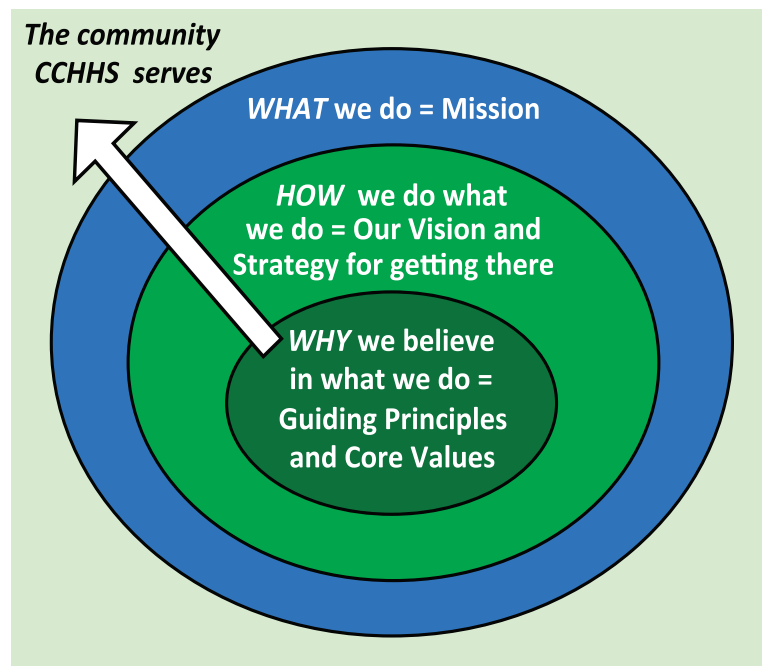 The community
CCHHS serves
WHAT we do = Mission
HOW we do what
we do = Our Vision and
Strategy for getting there
WHY we believe
in what we do =
Guiding Principles
and Core Values